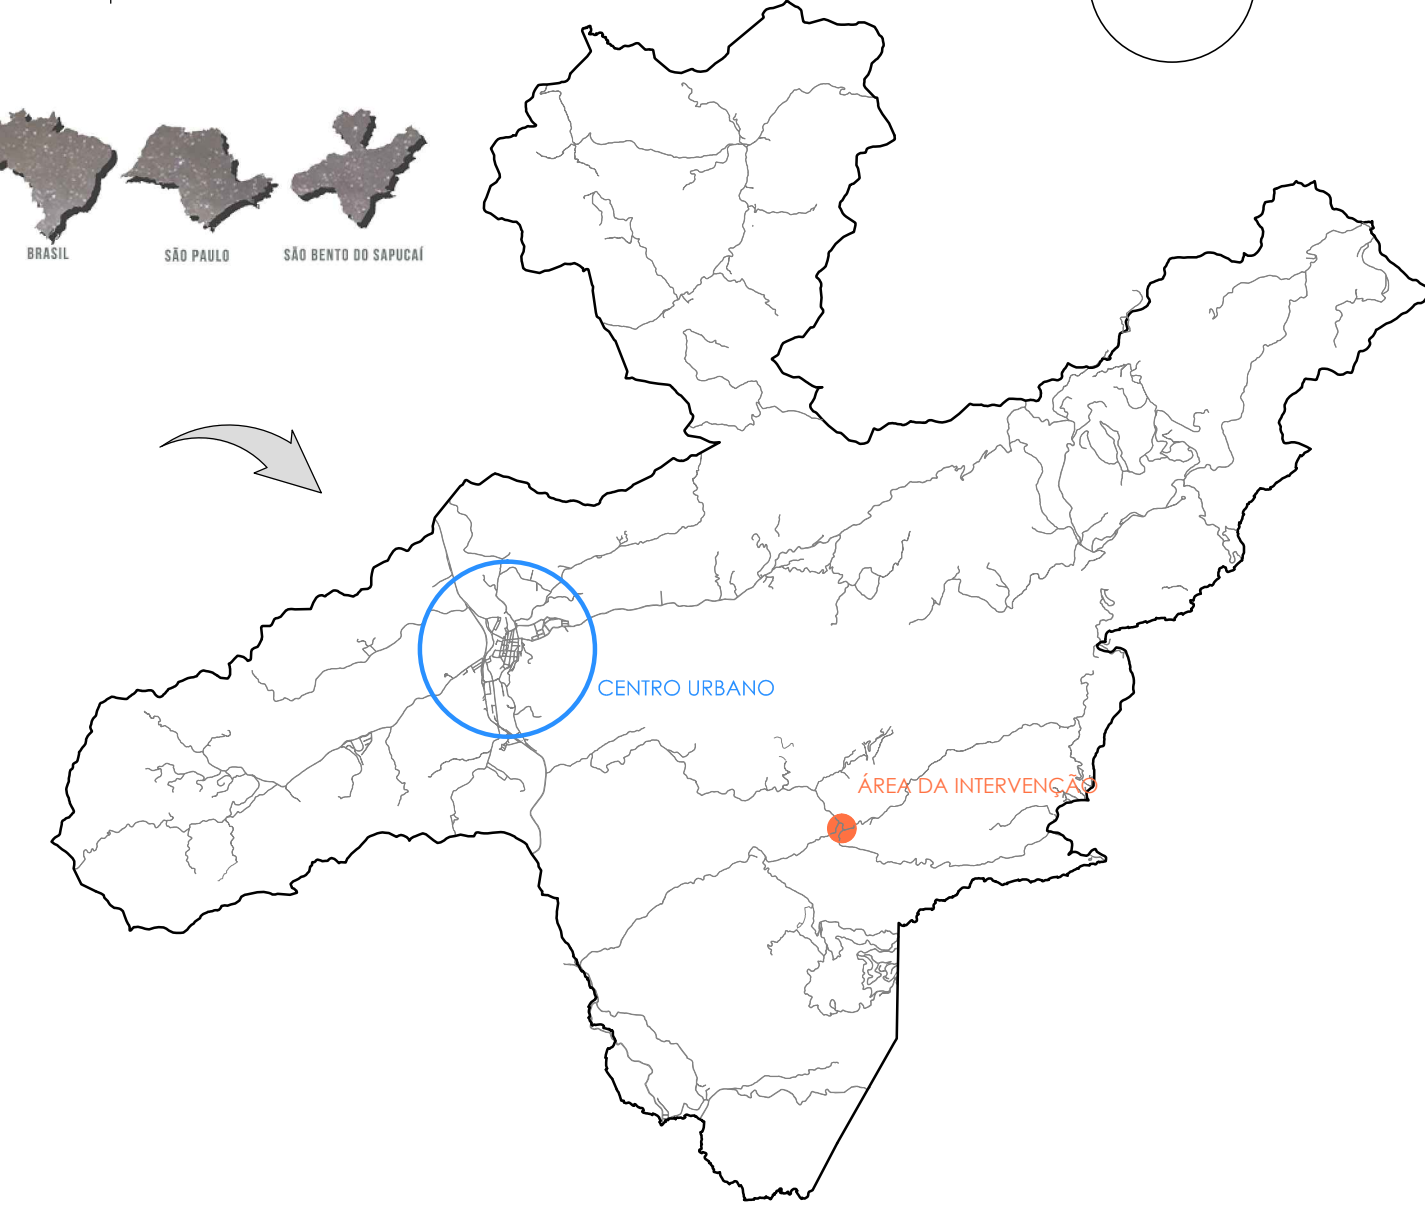 BRASIL
SÃO PAULO
SÃO BENTO DO SAPUCAÍ
CENTRO URBANO
ÁREA DA INTERVENÇÃO